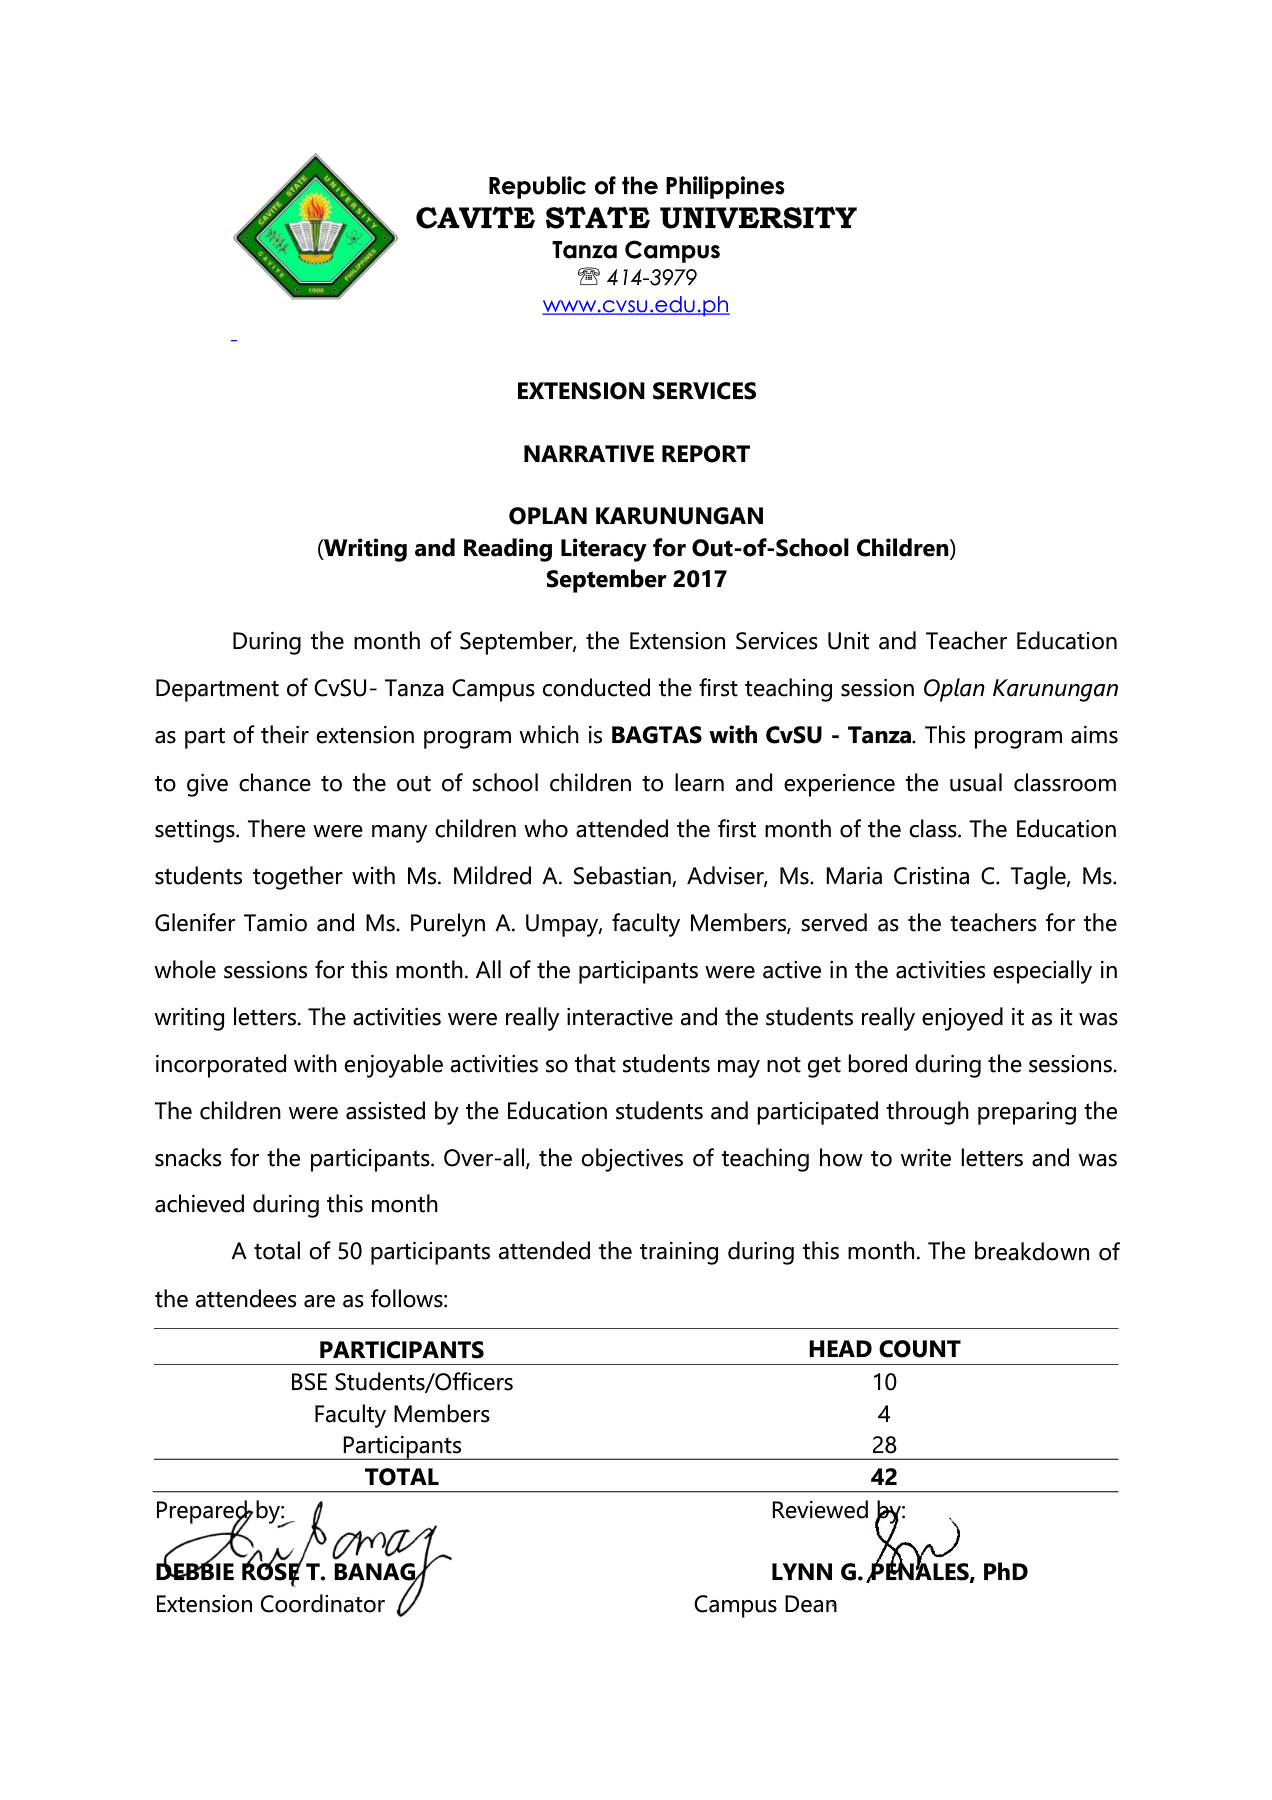 CAVITE STATE UNIVERSITY
CAVITE PHILIPPINES
1906
Republic of the Philippines
CAVITE STATE UNIVERSITY
Tanza Campus
☏ 414-3979
www.cvsu.edu.ph
EXTENSION SERVICES
NARRATIVE REPORT
OPLAN KARUNUNGAN
(Writing and Reading Literacy for Out-of-School Children)
September 2017
During the month of September, the Extension Services Unit and Teacher Education
Department of CvSU- Tanza Campus conducted the first teaching session Oplan Karunungan
as part of their extension program which is BAGTAS with CvSU - Tanza. This program aims
to give chance to the out of school children to learn and experience the usual classroom
settings. There were many children who attended the first month of the class. The Education
students together with Ms. Mildred A. Sebastian, Adviser, Ms. Maria Cristina C. Tagle, Ms.
Glenifer Tamio and Ms. Purelyn A. Umpay, faculty Members, served as the teachers for the
whole sessions for this month. All of the participants were active in the activities especially in
writing letters. The activities were really interactive and the students really enjoyed it as it was
incorporated with enjoyable activities so that students may not get bored during the sessions.
The children were assisted by the Education students and participated through preparing the
snacks for the participants. Over-all, the objectives of teaching how to write letters and was
achieved during this month
A total of 50 participants attended the training during this month. The breakdown of
the attendees are as follows:
PARTICIPANTS HEAD COUNT
BSE Students/Officers 10
Faculty Members 4
Participants 28
TOTAL 42
Prepared by: Reviewed by:
DEBBIE ROSE T. BANAG LYNN G. PENALES, PhD
Extension Coordinator Campus Dean